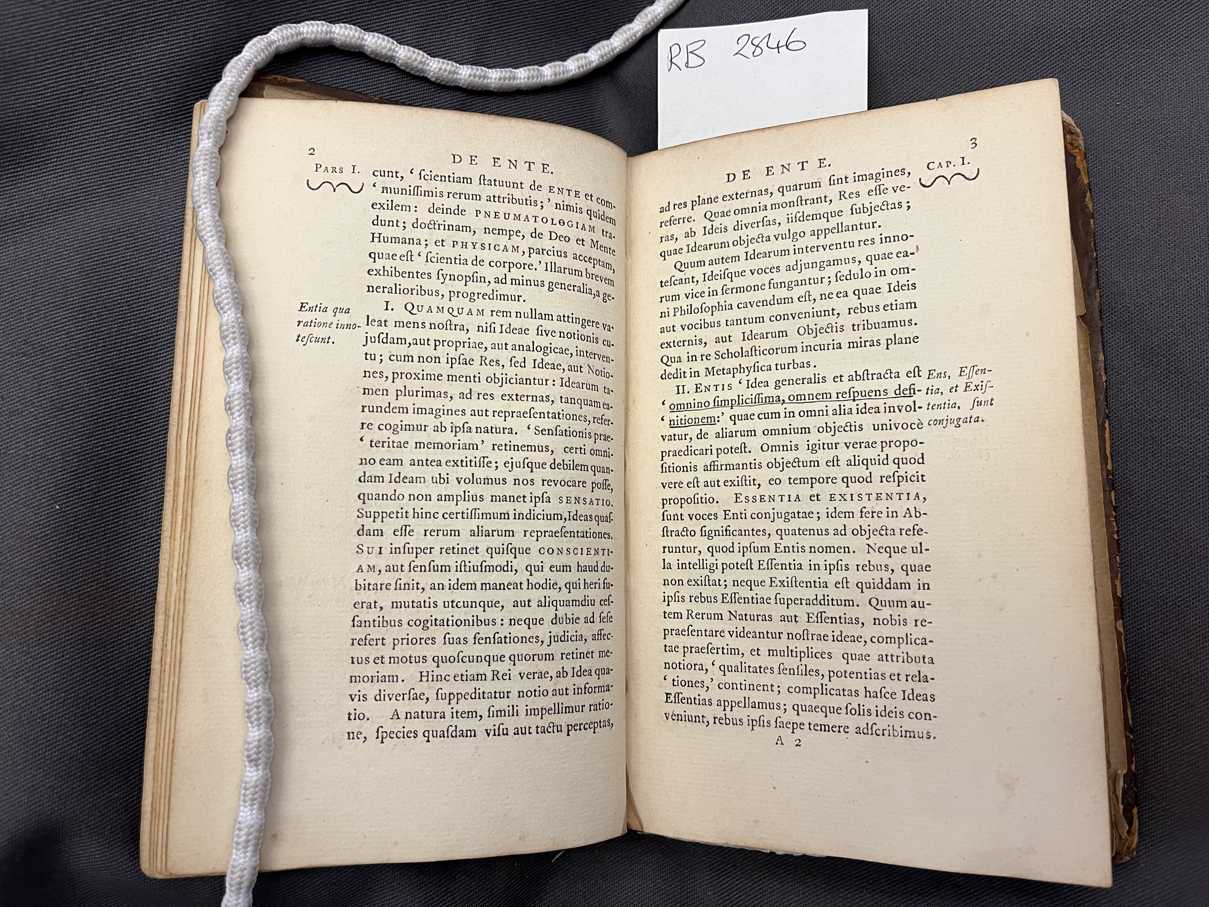 RB 2846
2
DE ENTE.
PARS I.
cunt, ‘ ſcientiam ſtatuunt de ENTE et com-
‘ muniſſimis rerum attributis;’ nimis quidem
exilem: deinde PNEUMATOLOGIAM tra-
dunt; doctrinam, nempe, de Deo et Mente
Humana; et PHYSICAM, parcius acceptam,
quae eſt ‘ ſcientia de corpore.’ Illarum brevem
exhibentes ſynopſin, ad minus generalia, a ge-
neralioribus, progredimur.
Entia qua
ratione inno-
teſcunt.
I. QUAMQUAM rem nullam attingere va-
leat mens noſtra, niſi Ideae ſive notionis cu-
juſdam, aut propriae, aut analogicae, interven-
tu; cum non ipſae Res, ſed Ideae, aut Notio-
nes, proxime menti objiciantur: Idearum ta-
men plurimas, ad res externas, tanquam ea-
rundem imagines aut repraeſentationes, refer-
re cogimur ab ipſa natura. ‘ Senſationis prae-
‘ teritae memoriam’ retinemus, certi omni-
no eam antea extitiſſe; ejuſque debilem quan-
dam Ideam ubi volumus nos revocare poſſe,
quando non amplius manet ipſa SENSATIO.
Suppetit hinc certiſſimum indicium, Ideas quaſ-
dam eſſe rerum aliarum repraeſentationes.
SUI inſuper retinet quiſque CONSCIENTI-
AM, aut ſenſum iſtiuſmodi, qui eum haud du-
bitare ſinit, an idem maneat hodie, qui heri fu-
erat, mutatis utcunque, aut aliquamdiu ceſ-
ſantibus cogitationibus: neque dubie ad ſeſe
refert priores ſuas ſenſationes, judicia, affec-
tus et motus quoſcunque quorum retinet me-
moriam. Hinc etiam Rei verae, ab Idea qua-
vis diverſae, ſuppeditatur notio aut informa-
tio. A natura item, ſimili impellimur ratio-
ne, ſpecies quaſdam viſu aut tactu perceptas,
3
DE ENTE.
CAP. I.
ad res plane externas, quarum ſint imagines,
referre. Quae omnia monſtrant, Res eſſe ve-
ras, ab Ideis diverſas, iiſdemque ſubjectas;
quae Idearum objecta vulgo appellantur.
Quum autem Idearum interventu res inno-
teſcant, Ideiſque voces adjungamus, quae ea-
rum vice in ſermone fungantur; ſedulo in om-
ni Philoſophia cavendum eſt, ne ea quae Ideis
aut vocibus tantum conveniunt, rebus etiam
externis, aut Idearum Objectis tribuamus.
Qua in re Scholaſticorum incuria miras plane
dedit in Metaphyſica turbas.
II. ENTIS ‘ Idea generalis et abſtracta eſt
‘ omnino ſimpliciſſima, omnem reſpuens defi-
‘ nitionem:’ quae cum in omni alia idea invol-
vatur, de aliarum omnium objectis univocè
praedicari poteſt. Omnis igitur verae propo-
ſitionis affirmantis objectum eſt aliquid quod
vere eſt aut exiſtit, eo tempore quod reſpicit
propoſitio. ESSENTIA et EXISTENTIA,
ſunt voces Enti conjugatae; idem fere in Ab-
ſtracto ſignificantes, quatenus ad objecta refe-
runtur, quod ipſum Entis nomen. Neque ul-
la intelligi poteſt Eſſentia in ipſis rebus, quae
non exiſtat; neque Exiſtentia eſt quiddam in
ipſis rebus Eſſentiae ſuperadditum. Quum au-
tem Rerum Naturas aut Eſſentias, nobis re-
praeſentare videantur noſtrae ideae, complica-
tae praeſertim, et multiplices quae attributa
notiora, ‘ qualitates ſenſiles, potentias et rela-
‘ tiones,’ continent; complicatas haſce Ideas
Eſſentias appellamus; quaeque ſolis ideis con-
veniunt, rebus ipſis ſaepe temere adſcribimus.
Ens, Eſſen-
tia, et Exiſ-
tentia, ſunt
conjugata.
A 2